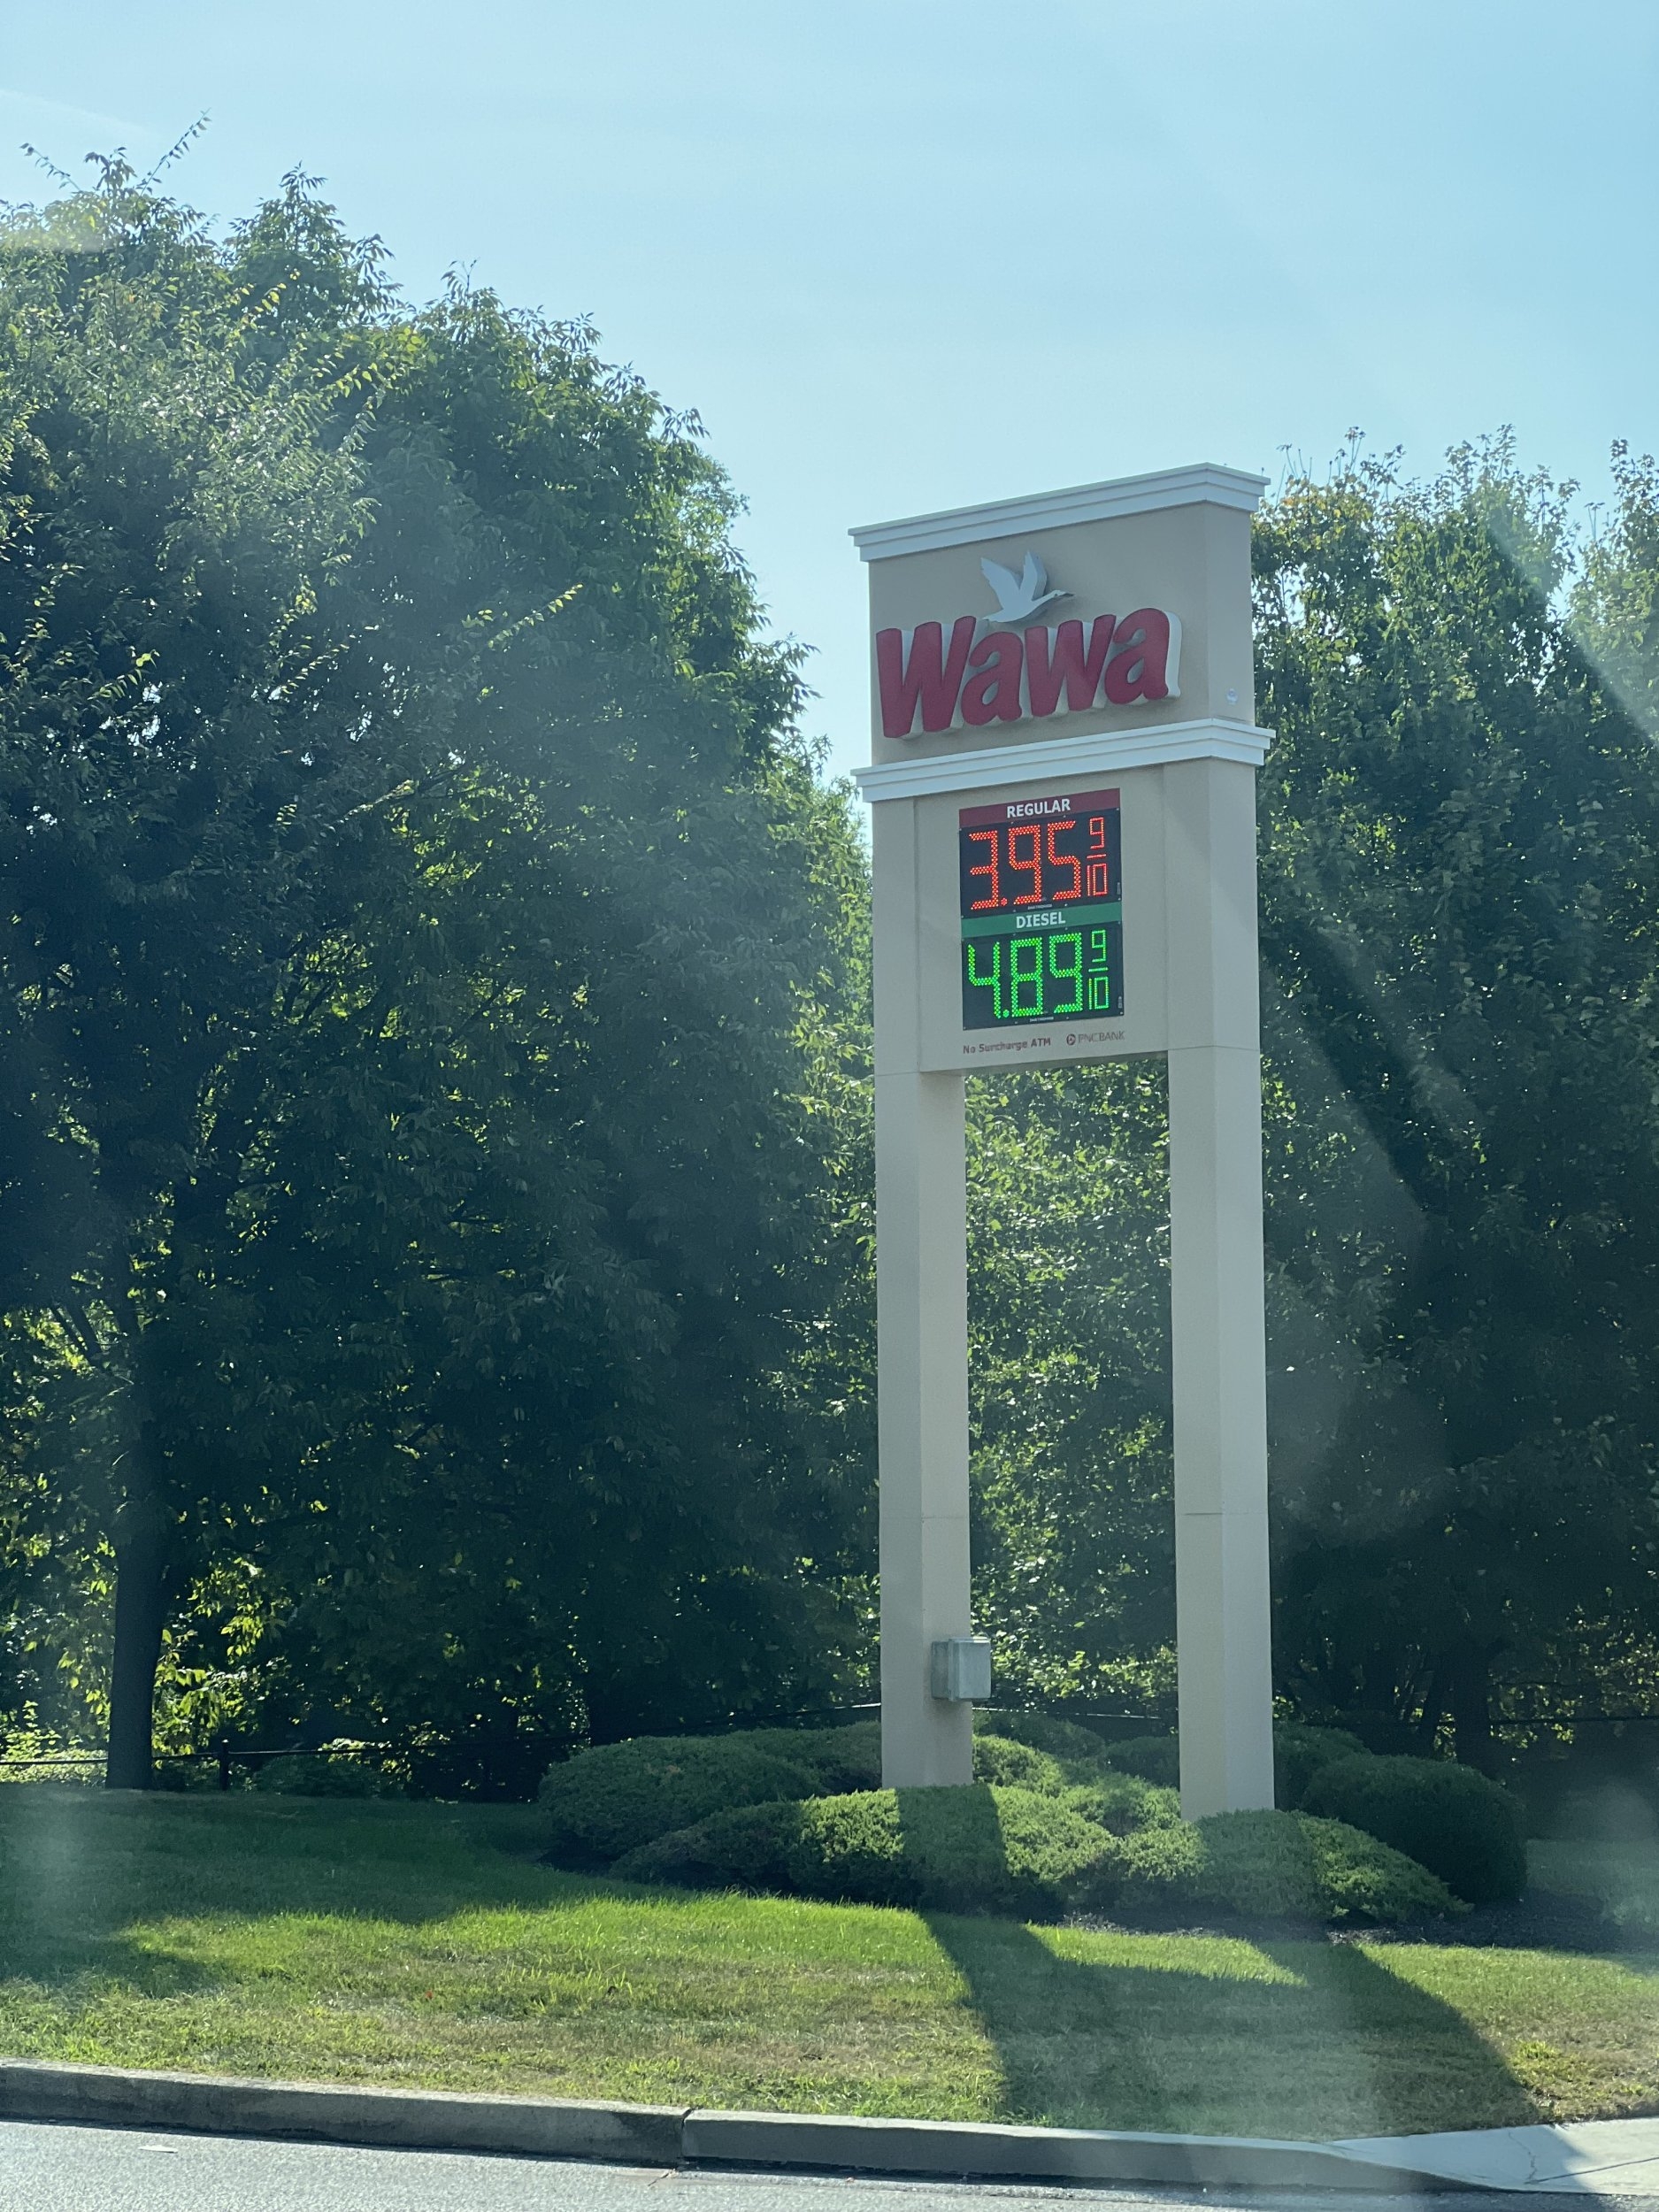 Wawa
REGULAR
3.95 9/10
DIESEL
4.89 9/10
No Surcharge ATM PNCBANK